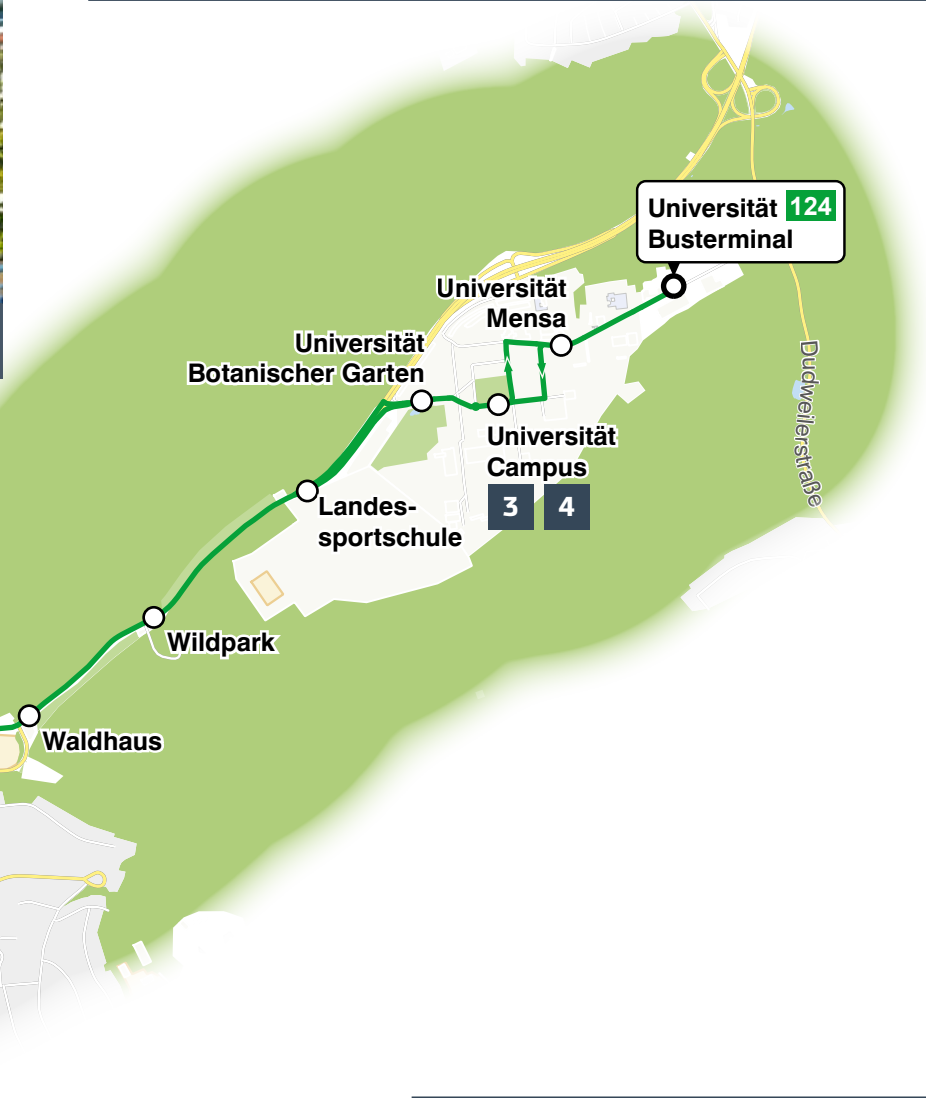 Universität 124
Busterminal
Universität
Mensa
Universität
Botanischer Garten
Dudweilerstraße
Universität
Campus
3 4
Landes-
sportschule
Wildpark
Waldhaus